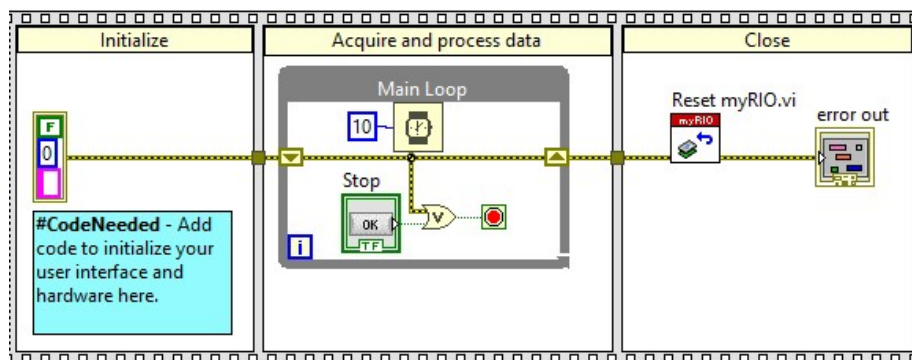 Initialize
Acquire and process data
Close
F
0
#CodeNeeded - Add
code to initialize your
user interface and
hardware here.
Main Loop
10
Stop
OK
TF
V
i
Reset myRIO.vi
myRIO
error out